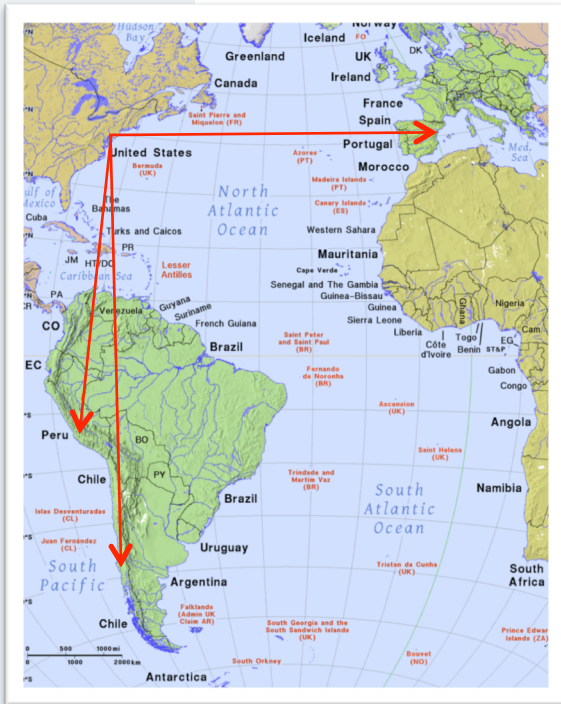 Hudson
Bay
Norway
Iceland
FO
Greenland
UK
DK
Ireland
Canada
France
Saint Pierre and
Miquelon (FR)
Spain
Portugal
United States
Azores
(PT)
Med.
Sea
Bermuda
(UK)
Morocco
Madeira Islands
(PT)
North
Atlantic
Ocean
Gulf of
Mexico
The
Bahamas
Canary Islands
(ES)
Cuba
Turks and Caicos
Western Sahara
PR
Mauritania
JM
HT/DO
Lesser
Antilles
Cape Verde
Caribbean Sea
Senegal and The Gambia
PA
Guinea-Bissau
Venezuela
Guyana
Suriname
Guinea
Ghana
Nigeria
CR
French Guiana
Sierra Leone
CO
Liberia
Togo
EG
Cam.
Saint Peter
and Saint Paul
(BR)
Côte
d'Ivoire
Benin
ST&P
Brazil
EC
Gabon
Fernando
de Noronha
(BR)
Congo
Ascension
(UK)
Angola
Peru
BO
Saint Helena
(UK)
Chile
PY
Trindade and
Martim Vaz
(BR)
Namibia
South
Atlantic
Ocean
Brazil
Islas Desventuradas
(CL)
Juan Fernández
(CL)
Uruguay
South
Pacific
Tristan da Cunha
(UK)
South
Africa
Argentina
Falklands
(Admin UK
Claim AR)
Chile
South Georgia and the
South Sandwich Islands
(UK)
Prince Edwar
Islands (ZA)
0 500 1000 mi
0 1000 2000 km
Bouvet
(NO)
South Orkney
Antarctica